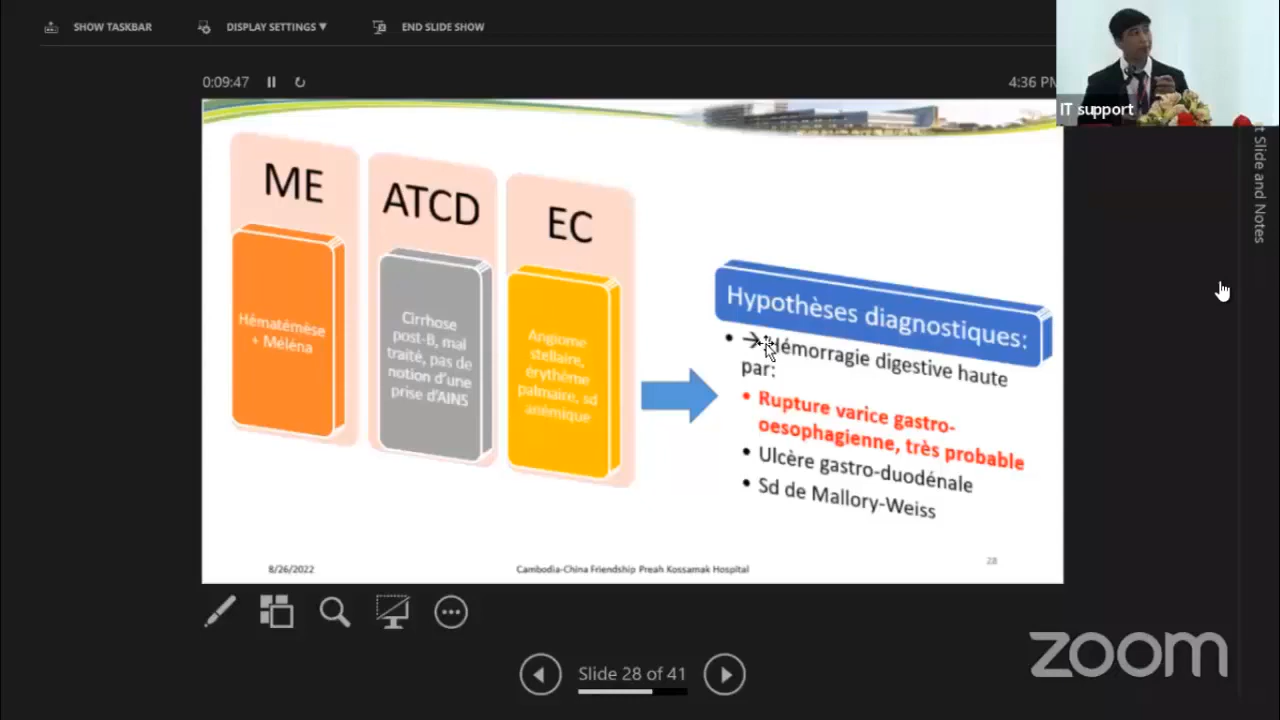 SHOW TASKBAR
DISPLAY SETTINGS ▼
END SLIDE SHOW
0:09:47
4:36 PM
IT support
t Slide and Notes
ME
Hématémèse
+ Méléna
ATCD
Cirrhose
post-B, mal
traité, pas de
notion d'une
prise d'AINS
EC
Angiome
stellaire,
érythème
palmaire, sd
anémique
Hypothèses diagnostiques:
• → Hémorragie digestive haute
par:
• Rupture varice gastro-
oesophagienne, très probable
• Ulcère gastro-duodénale
• Sd de Mallory-Weiss
8/26/2022
Cambodia-China Friendship Preah Kossamak Hospital
28
Slide 28 of 41
zoom